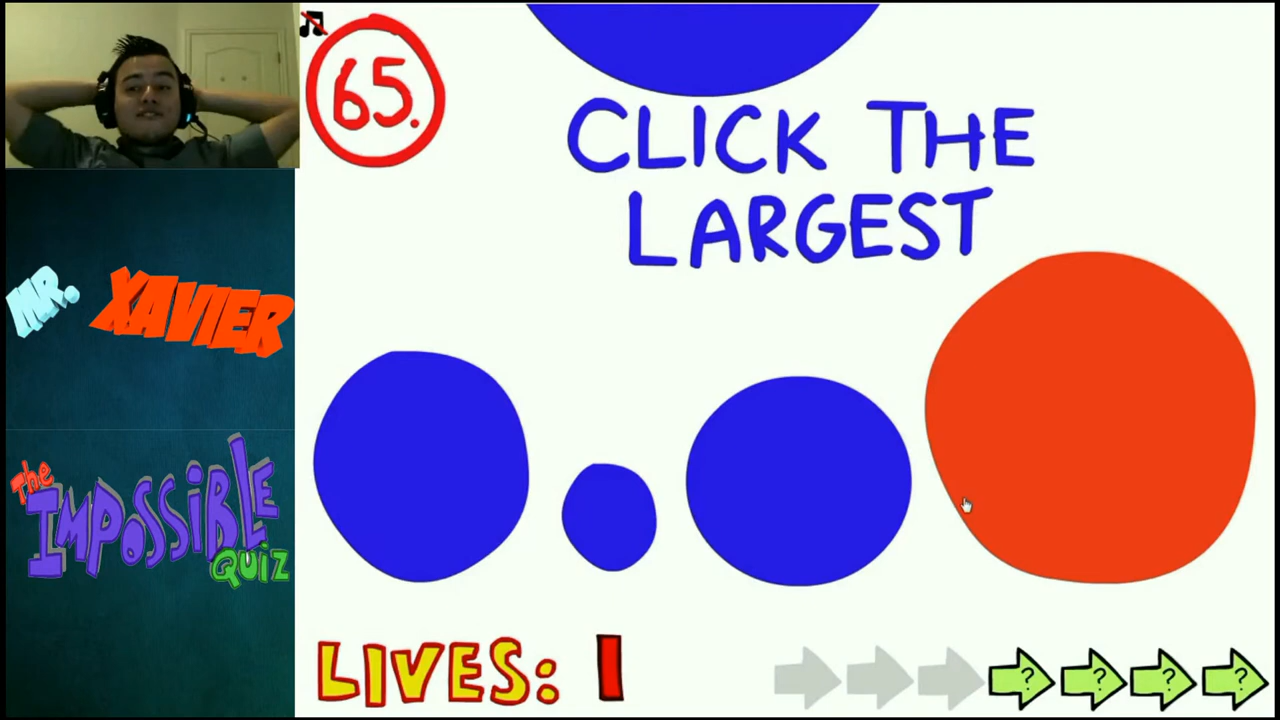 65.
CLICK THE
LARGEST
MR. XAVIER
The
IMPOSSIBLE
QUIZ
LIVES: 1
? ? ? ?